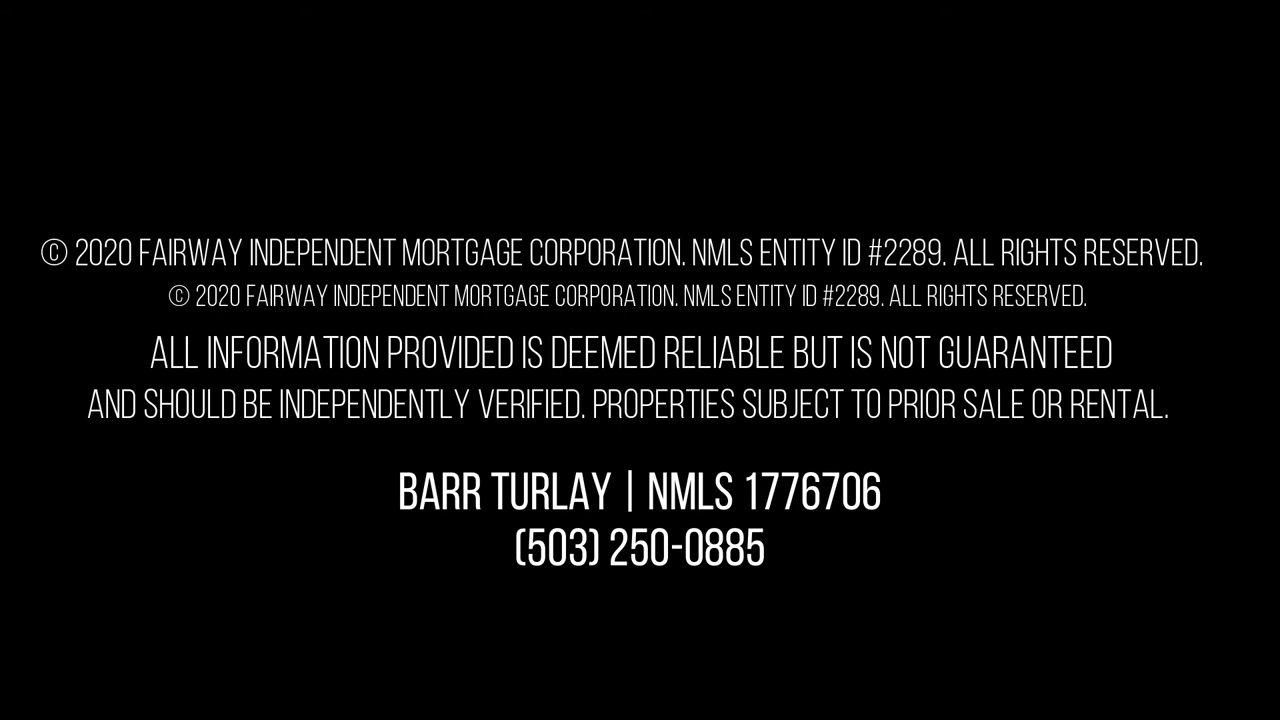 © 2020 FAIRWAY INDEPENDENT MORTGAGE CORPORATION. NMLS ENTITY ID #2289. ALL RIGHTS RESERVED.
© 2020 FAIRWAY INDEPENDENT MORTGAGE CORPORATION. NMLS ENTITY ID #2289. ALL RIGHTS RESERVED.
ALL INFORMATION PROVIDED IS DEEMED RELIABLE BUT IS NOT GUARANTEED
AND SHOULD BE INDEPENDENTLY VERIFIED. PROPERTIES SUBJECT TO PRIOR SALE OR RENTAL.
BARR TURLAY | NMLS 1776706
(503) 250-0885